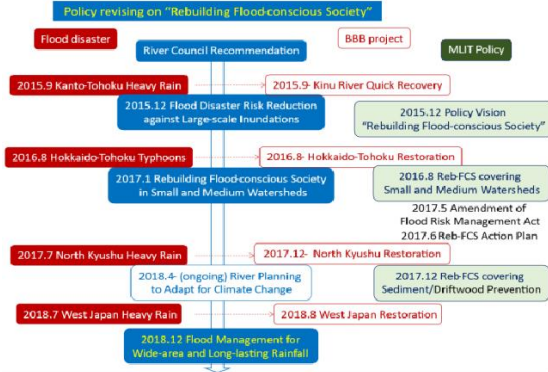 Policy revising on "Rebuilding Flood-conscious Society"
Flood disaster
River Council Recommendation
BBB project
MLIT Policy
2015.9 Kanto-Tohoku Heavy Rain
2015.9- Kinu River Quick Recovery
2015.12 Flood Disaster Risk Reduction
against Large-scale Inundations
2015.12 Policy Vision
"Rebuilding Flood-conscious Society"
2016.8 Hokkaido-Tohoku Typhoons
2016.8- Hokkaido-Tohoku Restoration
2017.1 Rebuilding Flood-conscious Society
in Small and Medium Watersheds
2016.8 Reb-FCS covering
Small and Medium Watersheds
2017.5 Amendment of
Flood Risk Management Act
2017.6 Reb-FCS Action Plan
2017.7 North Kyushu Heavy Rain
2017.12- North Kyushu Restoration
2018.4- (ongoing) River Planning
to Adapt for Climate Change
2017.12 Reb-FCS covering
Sediment/Driftwood Prevention
2018.7 West Japan Heavy Rain
2018.8 West Japan Restoration
2018.12 Flood Management for
Wide-area and Long-lasting Rainfall